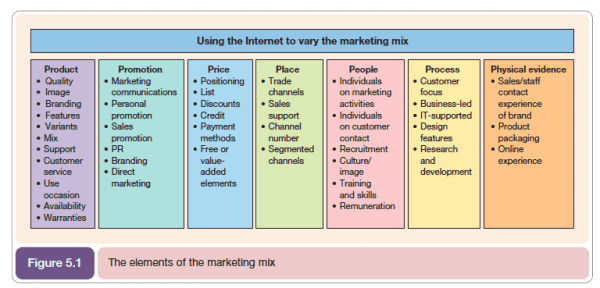 Using the Internet to vary the marketing mix
Product
• Quality
• Image
• Branding
• Features
• Variants
• Mix
• Support
• Customer
service
• Use
occasion
• Availability
• Warranties
Promotion
• Marketing
communications
• Personal
promotion
• Sales
promotion
• PR
• Branding
• Direct
marketing
Price
• Positioning
• List
• Discounts
• Credit
• Payment
methods
• Free or
value-
added
elements
Place
• Trade
channels
• Sales
support
• Channel
number
• Segmented
channels
People
• Individuals
on marketing
activities
• Individuals
on customer
contact
• Recruitment
• Culture/
image
• Training
and skills
• Remuneration
Process
• Customer
focus
• Business-led
• IT-supported
• Design
features
• Research
and
development
Physical evidence
• Sales/staff
contact
experience
of brand
• Product
packaging
• Online
experience
Figure 5.1
The elements of the marketing mix